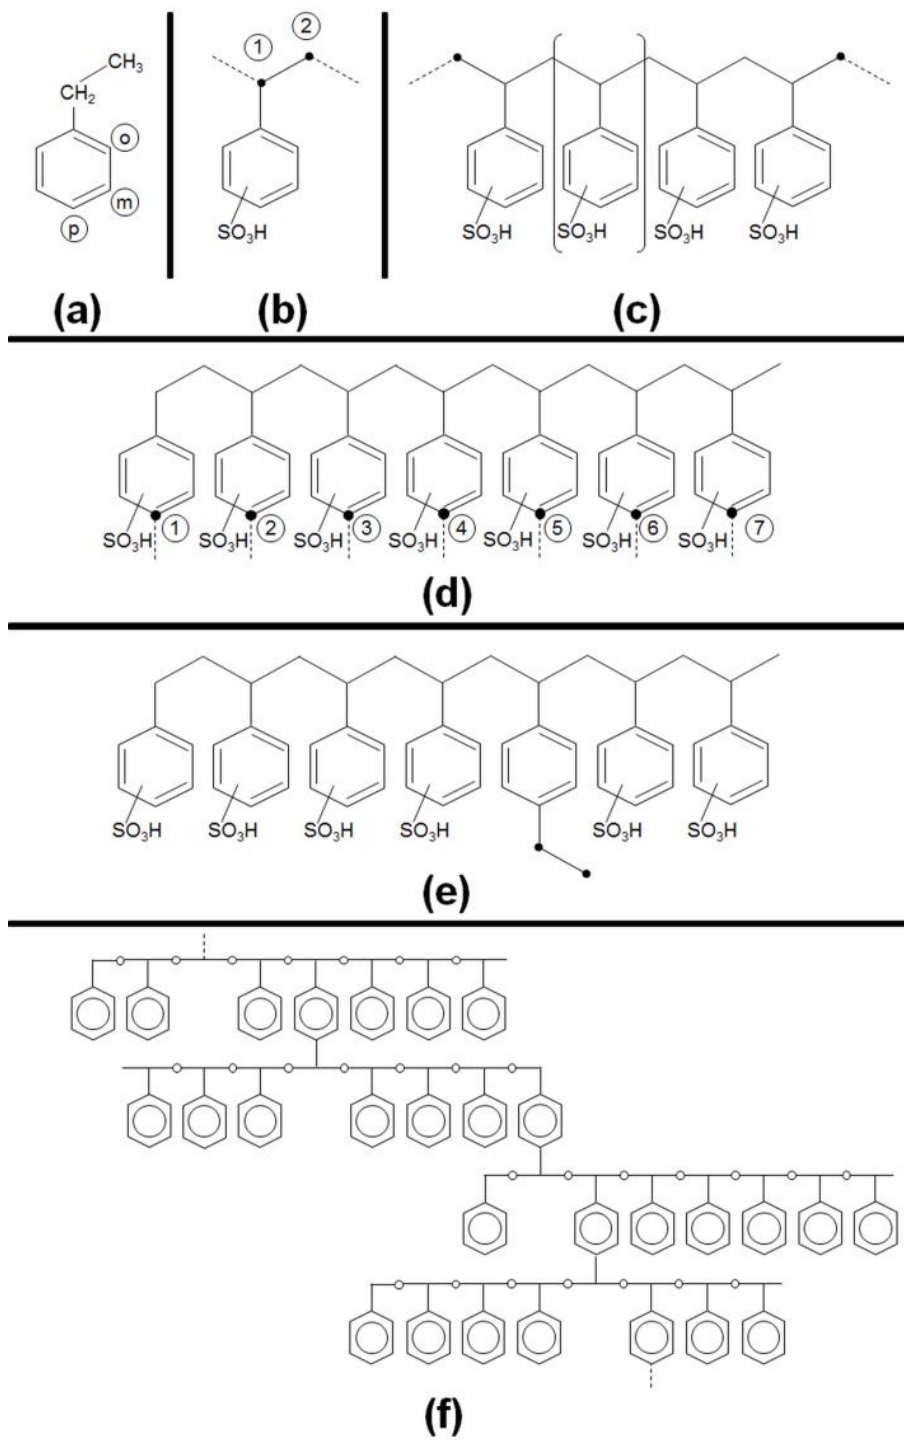 CH₃
CH₂
o
m
p
(a)
1
2
SO₃H
(b)
SO₃H SO₃H SO₃H SO₃H
(c)
1 2 3 4 5 6 7
SO₃H SO₃H SO₃H SO₃H SO₃H SO₃H SO₃H
(d)
SO₃H SO₃H SO₃H SO₃H SO₃H SO₃H
(e)
(f)